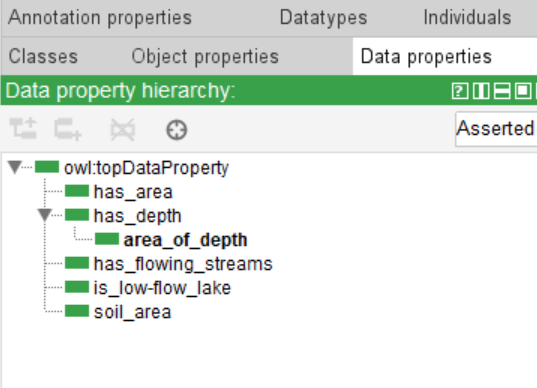 Annotation properties Datatypes Individuals
Classes Object properties Data properties
Data property hierarchy:
Asserted
owl:topDataProperty
has_area
has_depth
area_of_depth
has_flowing_streams
is_low-flow_lake
soil_area